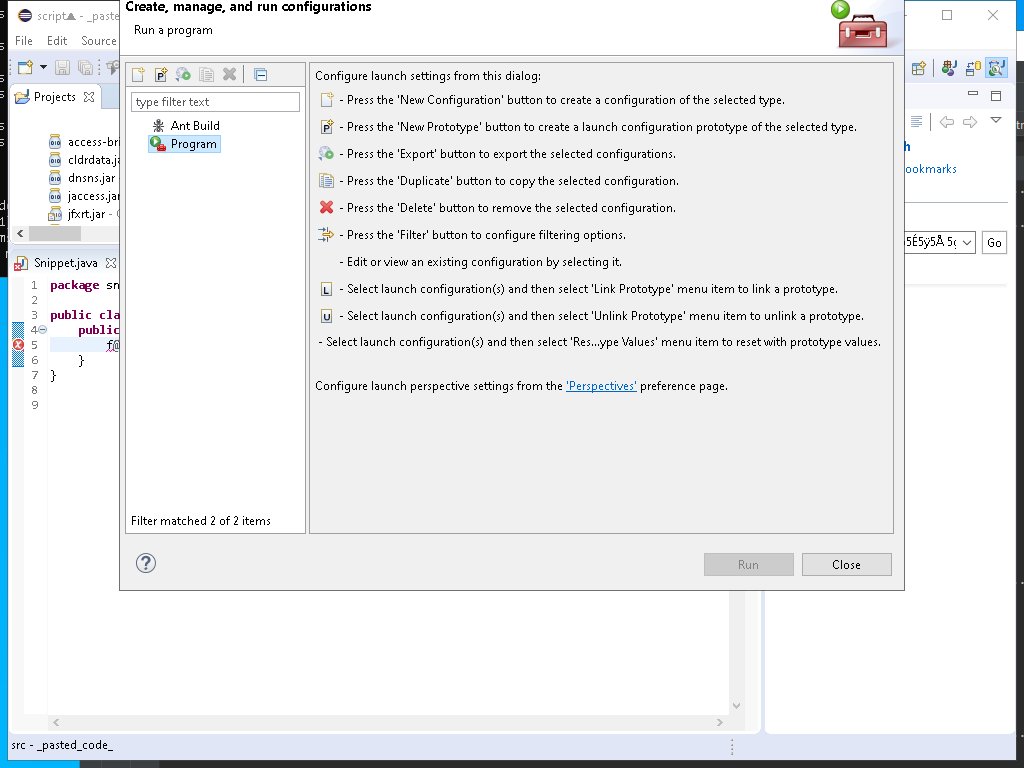 Create, manage, and run configurations
Run a program
script
File Edit Source
Projects
access-bri
cldrdata.ja
dnsns.jar
jaccess.jar
jfxrt.jar -
Snippet.java
1 package sn
2
3 public cla
4 public
5 f@
6 }
7 }
8
9
type filter text
Ant Build
Program
Filter matched 2 of 2 items
Configure launch settings from this dialog:
- Press the 'New Configuration' button to create a configuration of the selected type.
- Press the 'New Prototype' button to create a launch configuration prototype of the selected type.
- Press the 'Export' button to export the selected configurations.
- Press the 'Duplicate' button to copy the selected configuration.
- Press the 'Delete' button to remove the selected configuration.
- Press the 'Filter' button to configure filtering options.
- Edit or view an existing configuration by selecting it.
L - Select launch configuration(s) and then select 'Link Prototype' menu item to link a prototype.
U - Select launch configuration(s) and then select 'Unlink Prototype' menu item to unlink a prototype.
- Select launch configuration(s) and then select 'Res...ype Values' menu item to reset with prototype values.
Configure launch perspective settings from the 'Perspectives' preference page.
Run
Close
ookmarks
Go
src - _pasted_code_